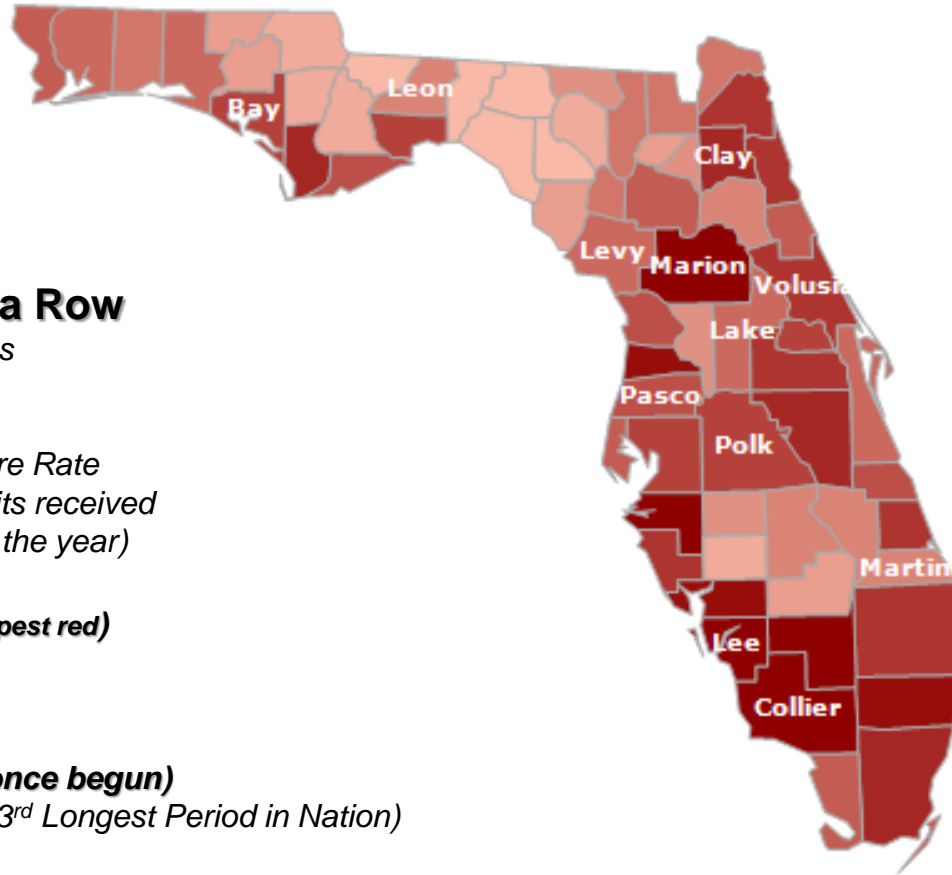 Bay
Leon
Clay
Levy
Marion
Volusia
Lake
Pasco
Polk
Martin
Lee
Collier
a Row
s
re Rate
its received
the year)
pest red)
once begun)
3rd Longest Period in Nation)